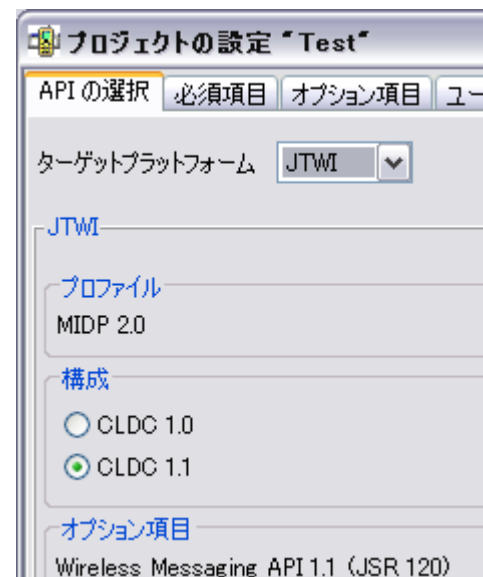 プロジェクトの設定 "Test"
APIの選択 必須項目 オプション項目 ユー
ターゲットプラットフォーム JTWI
JTWI
プロファイル
MIDP 2.0
構成
CLDC 1.0
CLDC 1.1
オプション項目
Wireless Messaging API 1.1 (JSR 120)